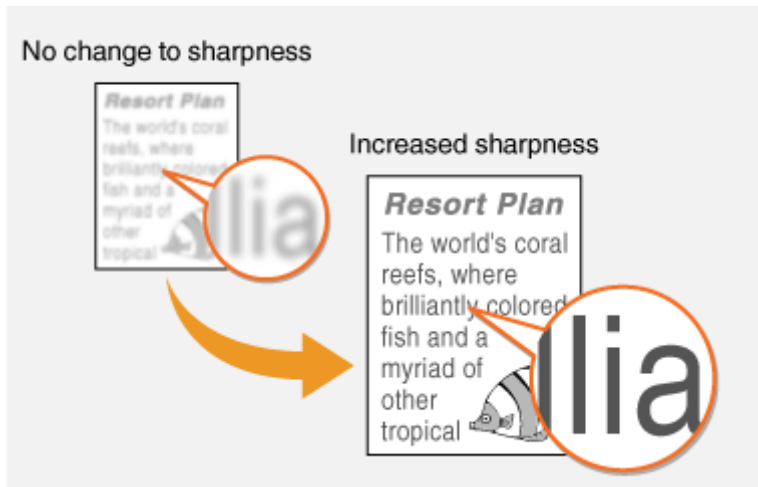 No change to sharpness
Resort Plan
The world's coral
reefs, where
brilliantly colored
fish and a
myriad of
other
tropical
llia
Increased sharpness
Resort Plan
The world's coral
reefs, where
brilliantly colored
fish and a
myriad of
other
tropical
llia